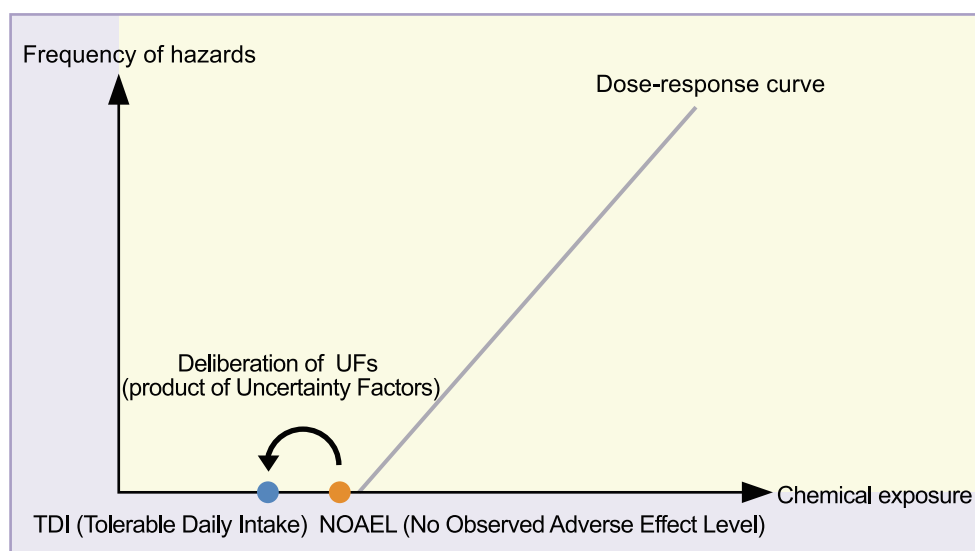 Frequency of hazards
Dose-response curve
Deliberation of UFs
(product of Uncertainty Factors)
Chemical exposure
TDI (Tolerable Daily Intake)
NOAEL (No Observed Adverse Effect Level)